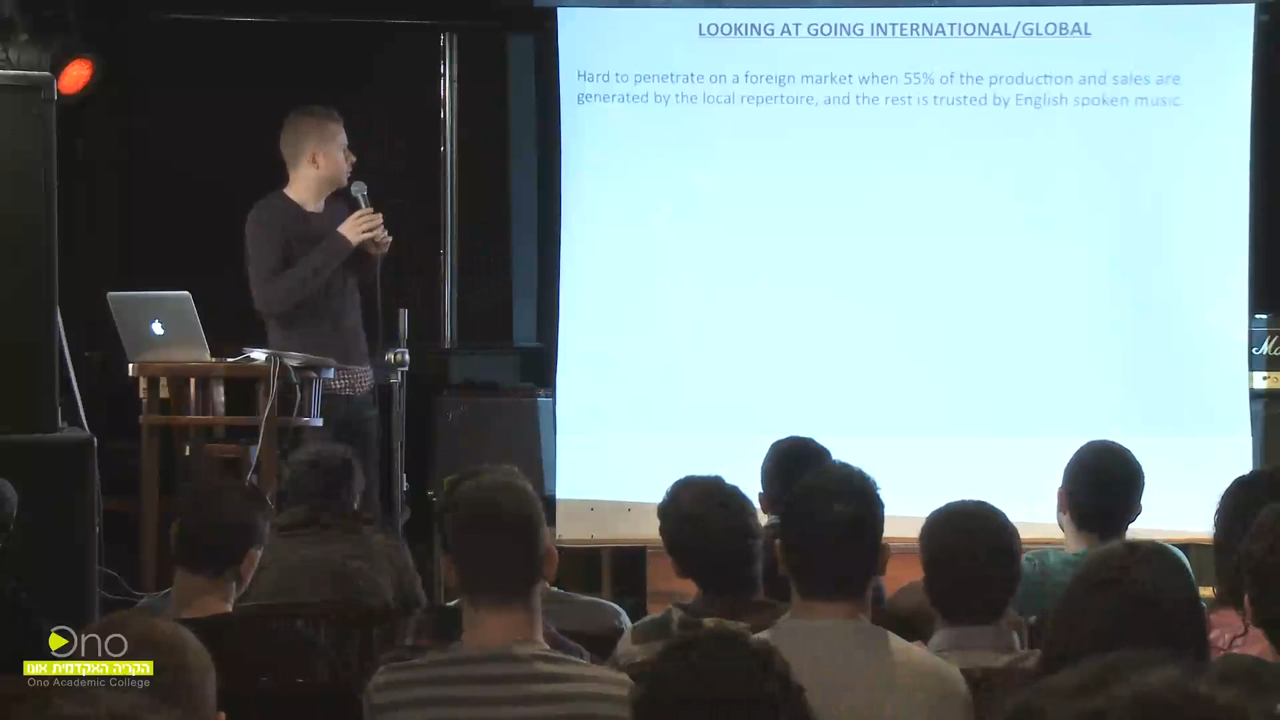 LOOKING AT GOING INTERNATIONAL/GLOBAL
Hard to penetrate on a foreign market when 55% of the production and sales are
generated by the local repertoire, and the rest is trusted by English spoken music.
Ono
הקריה האקדמית אונו
Ono Academic College